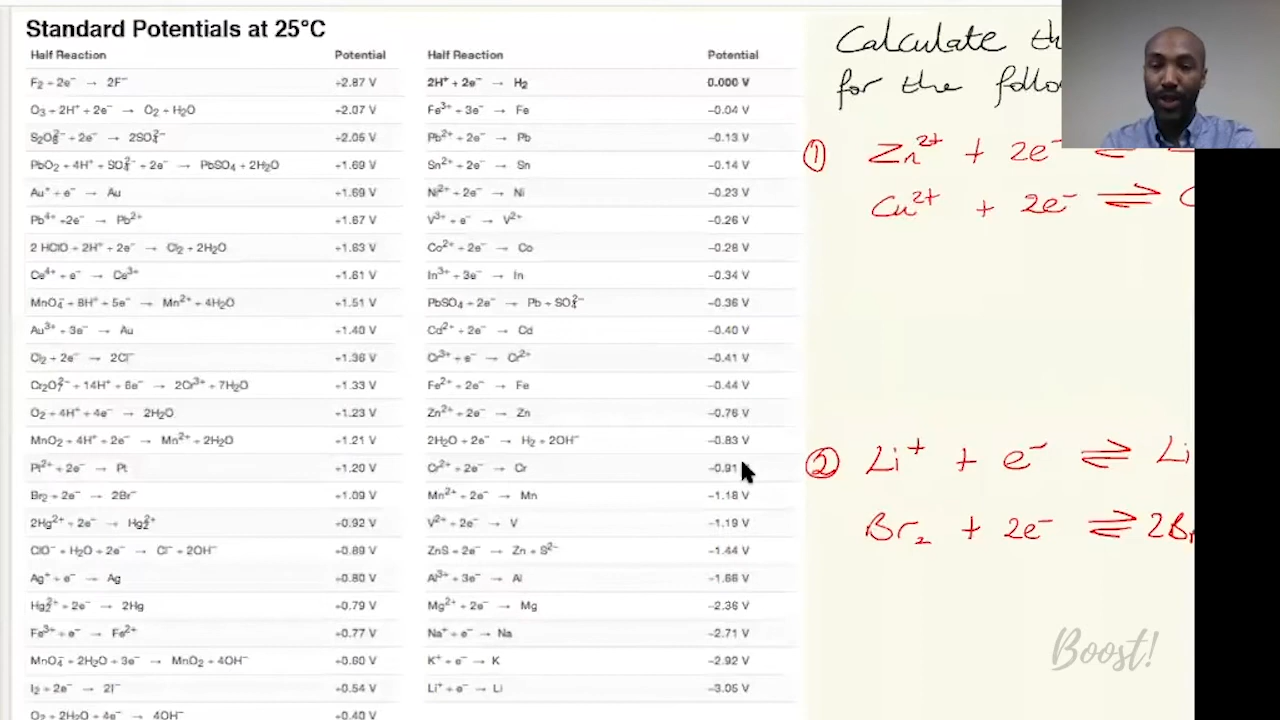 Standard Potentials at 25°C
Half Reaction Potential
F₂ + 2e⁻ → 2F⁻ +2.87 V
O₃ + 2H⁺ + 2e⁻ → O₂ + H₂O +2.07 V
S₂O₈²⁻ + 2e⁻ → 2SO₄²⁻ +2.05 V
PbO₂ + 4H⁺ + SO₄²⁻ + 2e⁻ → PbSO₄ + 2H₂O +1.69 V
Au⁺ + e⁻ → Au +1.69 V
Pb⁴⁺ + 2e⁻ → Pb²⁺ +1.67 V
2 HClO + 2H⁺ + 2e⁻ → Cl₂ + 2H₂O +1.63 V
Ce⁴⁺ + e⁻ → Ce³⁺ +1.61 V
MnO₄⁻ + 8H⁺ + 5e⁻ → Mn²⁺ + 4H₂O +1.51 V
Au³⁺ + 3e⁻ → Au +1.40 V
Cl₂ + 2e⁻ → 2Cl⁻ +1.36 V
Cr₂O₇²⁻ + 14H⁺ + 6e⁻ → 2Cr³⁺ + 7H₂O +1.33 V
O₂ + 4H⁺ + 4e⁻ → 2H₂O +1.23 V
MnO₂ + 4H⁺ + 2e⁻ → Mn²⁺ + 2H₂O +1.21 V
Pt²⁺ + 2e⁻ → Pt +1.20 V
Br₂ + 2e⁻ → 2Br⁻ +1.09 V
2Hg²⁺ + 2e⁻ → Hg₂²⁺ +0.92 V
ClO⁻ + H₂O + 2e⁻ → Cl⁻ + 2OH⁻ +0.89 V
Ag⁺ + e⁻ → Ag +0.80 V
Hg₂²⁺ + 2e⁻ → 2Hg +0.79 V
Fe³⁺ + e⁻ → Fe²⁺ +0.77 V
MnO₄⁻ + 2H₂O + 3e⁻ → MnO₂ + 4OH⁻ +0.60 V
I₂ + 2e⁻ → 2I⁻ +0.54 V
O₂ + 2H₂O + 4e⁻ → 4OH⁻ +0.40 V
Half Reaction Potential
2H⁺ + 2e⁻ → H₂ 0.000 V
Fe³⁺ + 3e⁻ → Fe −0.04 V
Pb²⁺ + 2e⁻ → Pb −0.13 V
Sn²⁺ + 2e⁻ → Sn −0.14 V
Ni²⁺ + 2e⁻ → Ni −0.23 V
V³⁺ + e⁻ → V²⁺ −0.26 V
Co²⁺ + 2e⁻ → Co −0.28 V
In³⁺ + 3e⁻ → In −0.34 V
PbSO₄ + 2e⁻ → Pb + SO₄²⁻ −0.36 V
Cd²⁺ + 2e⁻ → Cd −0.40 V
Cr³⁺ + e⁻ → Cr²⁺ −0.41 V
Fe²⁺ + 2e⁻ → Fe −0.44 V
Zn²⁺ + 2e⁻ → Zn −0.76 V
2H₂O + 2e⁻ → H₂ + 2OH⁻ −0.83 V
Cr²⁺ + 2e⁻ → Cr −0.91
Mn²⁺ + 2e⁻ → Mn −1.18 V
V²⁺ + 2e⁻ → V −1.19 V
ZnS + 2e⁻ → Zn + S²⁻ −1.44 V
Al³⁺ + 3e⁻ → Al −1.66 V
Mg²⁺ + 2e⁻ → Mg −2.36 V
Na⁺ + e⁻ → Na −2.71 V
K⁺ + e⁻ → K −2.92 V
Li⁺ + e⁻ → Li −3.05 V
Calculate th
for the follo
① Zn²⁺ + 2e⁻
Cu²⁺ + 2e⁻ ⇌ C
② Li⁺ + e⁻ ⇌ Li
Br₂ + 2e⁻ ⇌ 2Br
Boost!